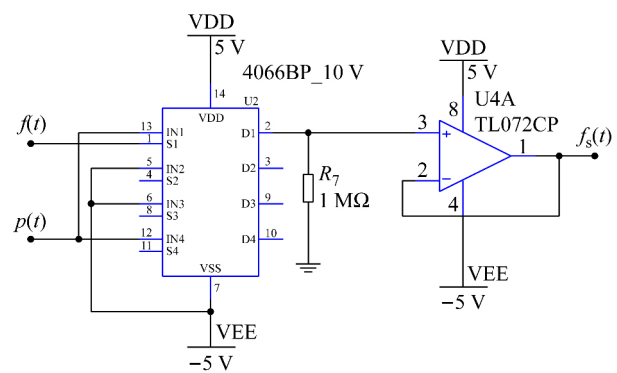 VDD
5 V
4066BP_10 V
14
U2
VDD
f(t)
13
IN1
1
S1
D1
2
5
IN2
4
S2
D2
3
6
IN3
8
S3
D3
9
p(t)
12
IN4
11
S4
D4
10
VSS
7
VEE
−5 V
R7
1 MΩ
VDD
5 V
8
U4A
TL072CP
3
+
2
−
1
fs(t)
4
VEE
−5 V